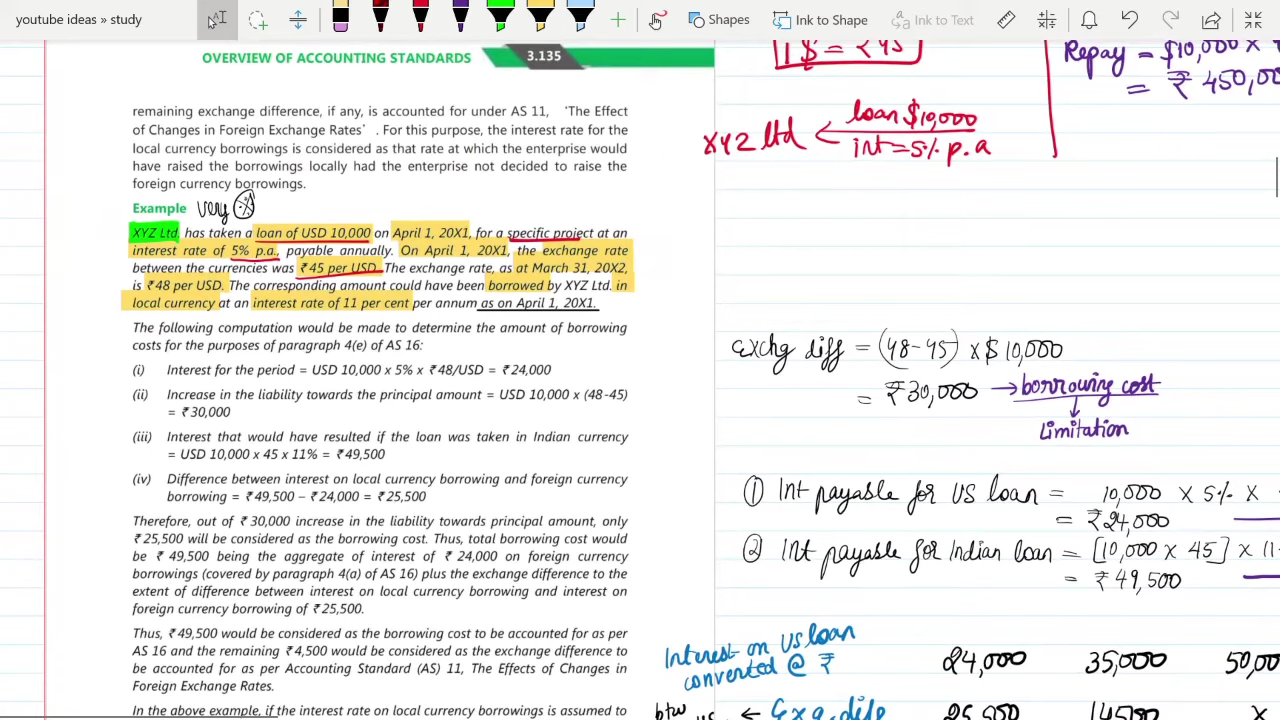 youtube ideas » study
Shapes
Ink to Shape
Ink to Text
OVERVIEW OF ACCOUNTING STANDARDS 3.135
remaining exchange difference, if any, is accounted for under AS 11, 'The Effect
of Changes in Foreign Exchange Rates' . For this purpose, the interest rate for the
local currency borrowings is considered as that rate at which the enterprise would
have raised the borrowings locally had the enterprise not decided to raise the
foreign currency borrowings.
Example very
XYZ Ltd. has taken a loan of USD 10,000 on April 1, 20X1, for a specific project at an
interest rate of 5% p.a., payable annually. On April 1, 20X1, the exchange rate
between the currencies was ₹45 per USD. The exchange rate, as at March 31, 20X2,
is ₹48 per USD. The corresponding amount could have been borrowed by XYZ Ltd. in
local currency at an interest rate of 11 per cent per annum as on April 1, 20X1.
The following computation would be made to determine the amount of borrowing
costs for the purposes of paragraph 4(e) of AS 16:
(i) Interest for the period = USD 10,000 x 5% x ₹48/USD = ₹24,000
(ii) Increase in the liability towards the principal amount = USD 10,000 x (48-45)
= ₹30,000
(iii) Interest that would have resulted if the loan was taken in Indian currency
= USD 10,000 x 45 x 11% = ₹49,500
(iv) Difference between interest on local currency borrowing and foreign currency
borrowing = ₹49,500 – ₹24,000 = ₹25,500
Therefore, out of ₹30,000 increase in the liability towards principal amount, only
₹25,500 will be considered as the borrowing cost. Thus, total borrowing cost would
be ₹49,500 being the aggregate of interest of ₹24,000 on foreign currency
borrowings (covered by paragraph 4(a) of AS 16) plus the exchange difference to the
extent of difference between interest on local currency borrowing and interest on
foreign currency borrowing of ₹25,500.
Thus, ₹49,500 would be considered as the borrowing cost to be accounted for as per
AS 16 and the remaining ₹4,500 would be considered as the exchange difference to
be accounted for as per Accounting Standard (AS) 11, The Effects of Changes in
Foreign Exchange Rates.
In the above example, if the interest rate on local currency borrowings is assumed to
1 $ = ₹45
Repay = $10,000 ×
= ₹ 450,00
XYZ ltd
loan $10,000
int = 5% p.a
exchg diff = (48-45) × $ 10,000
= ₹30,000 → borrowing cost
limitation
① Int payable for US loan = 10,000 × 5% ×
= ₹24,000
② Int payable for Indian loan = [10,000 × 45] × 11
= ₹49,500
Interest on US loan
converted @ ₹ 24,000 35,000 50,00
btw ← Exg. diff 25,500 14500 ×